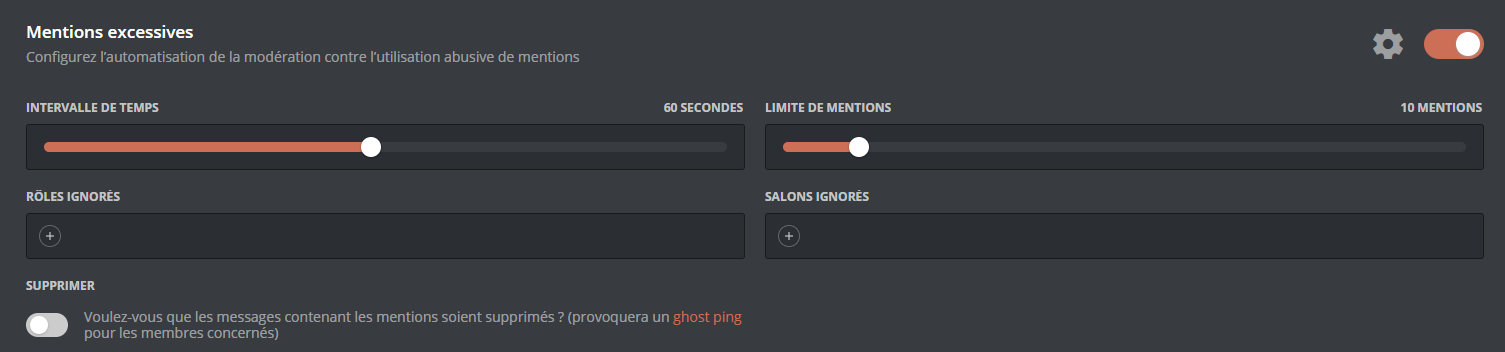 Mentions excessives
Configurez l'automatisation de la modération contre l'utilisation abusive de mentions
INTERVALLE DE TEMPS 60 SECONDES
LIMITE DE MENTIONS 10 MENTIONS
RÔLES IGNORÉS
SALONS IGNORÉS
SUPPRIMER
Voulez-vous que les messages contenant les mentions soient supprimés ? (provoquera un ghost ping
pour les membres concernés)